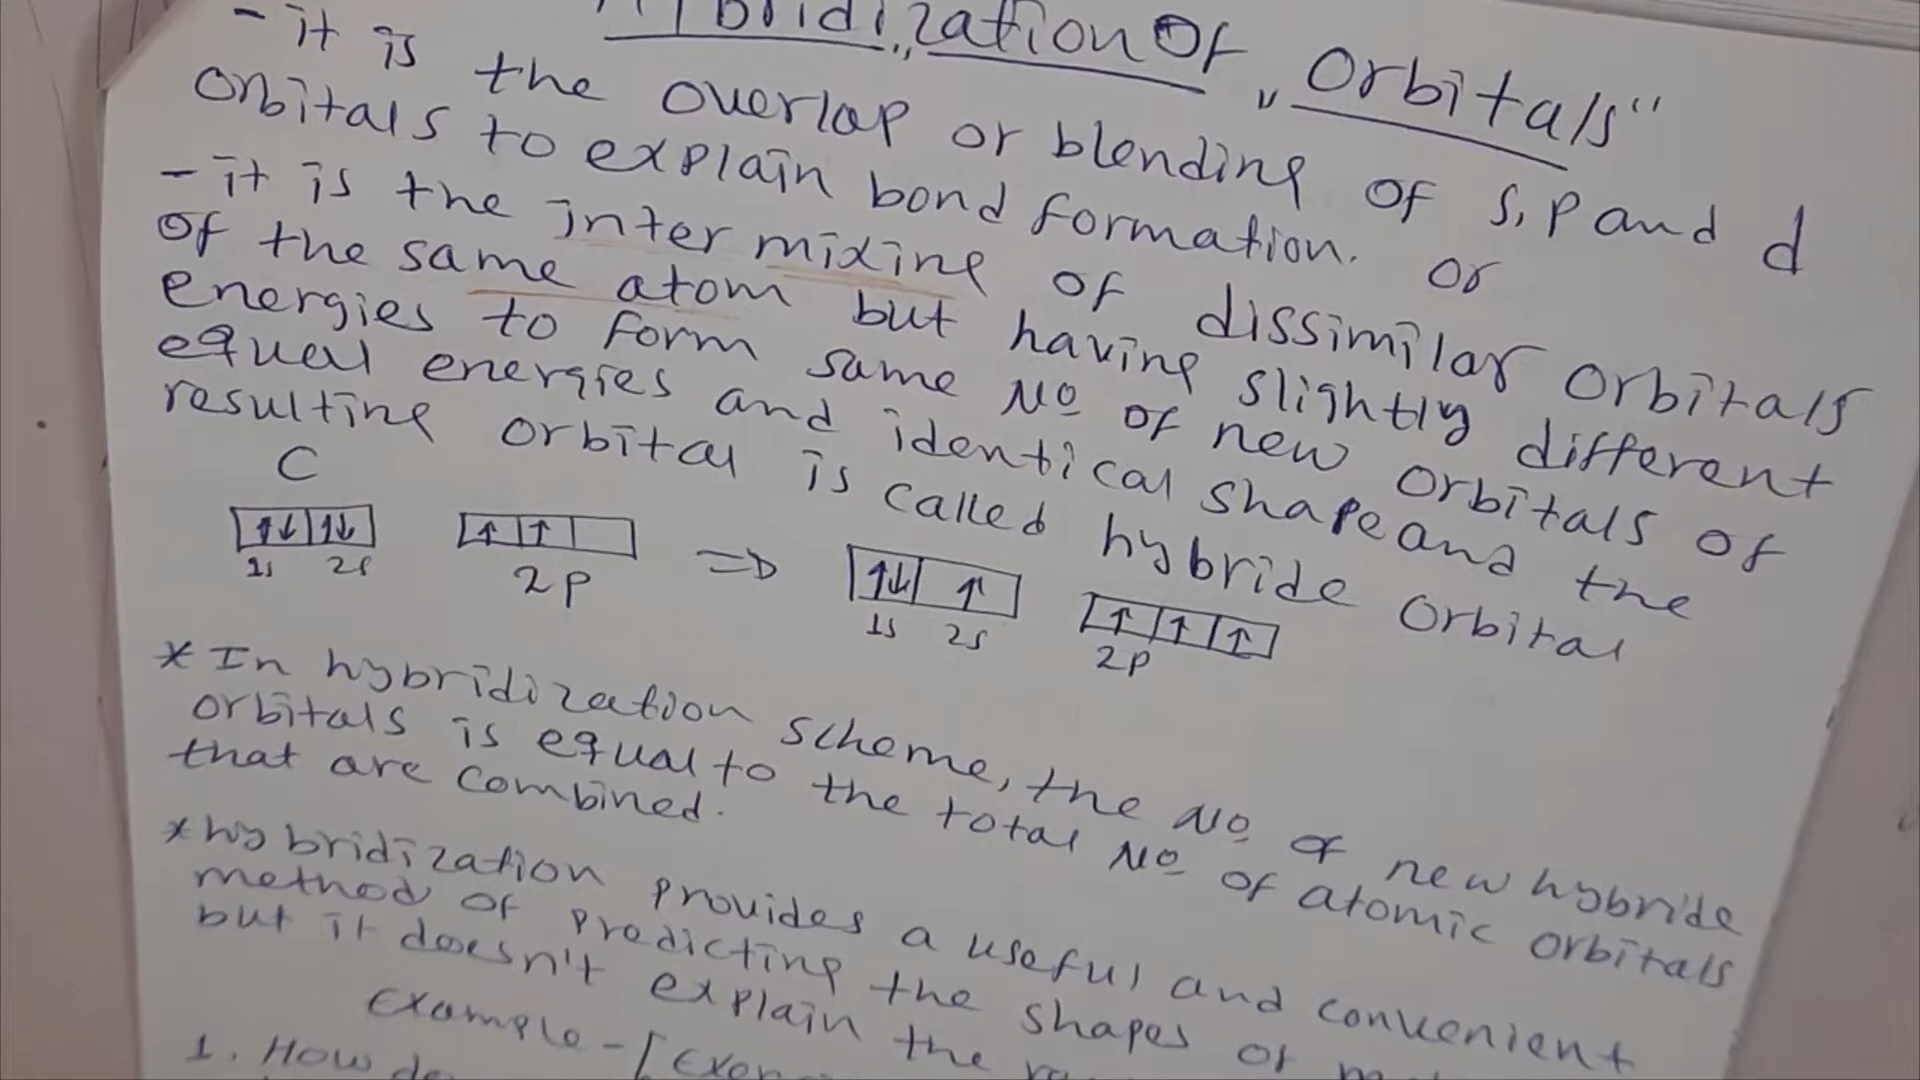 Hybridization Of "Orbitals"
- it is the overlap or blending of s, p and d
orbitals to explain bond formation. or
- it is the inter mixing of dissimilar orbitals
of the same atom but having slightly different
energies to form same No of new orbitals of
equal energies and identical shape and the
resulting orbital is called hybride orbital
C
↑↓ ↑↓ ↑ ↑ ⇒ ↑↓ ↑ ↑ ↑ ↑
1s 2s 2p 1s 2s 2p
* In hybridization scheme, the No of new hybride
orbitals is equal to the total No of atomic orbitals
that are combined.
* hybridization provides a useful and convenient
method of predicting the shapes of
but it doesn't explain the
Example - [
1. How do